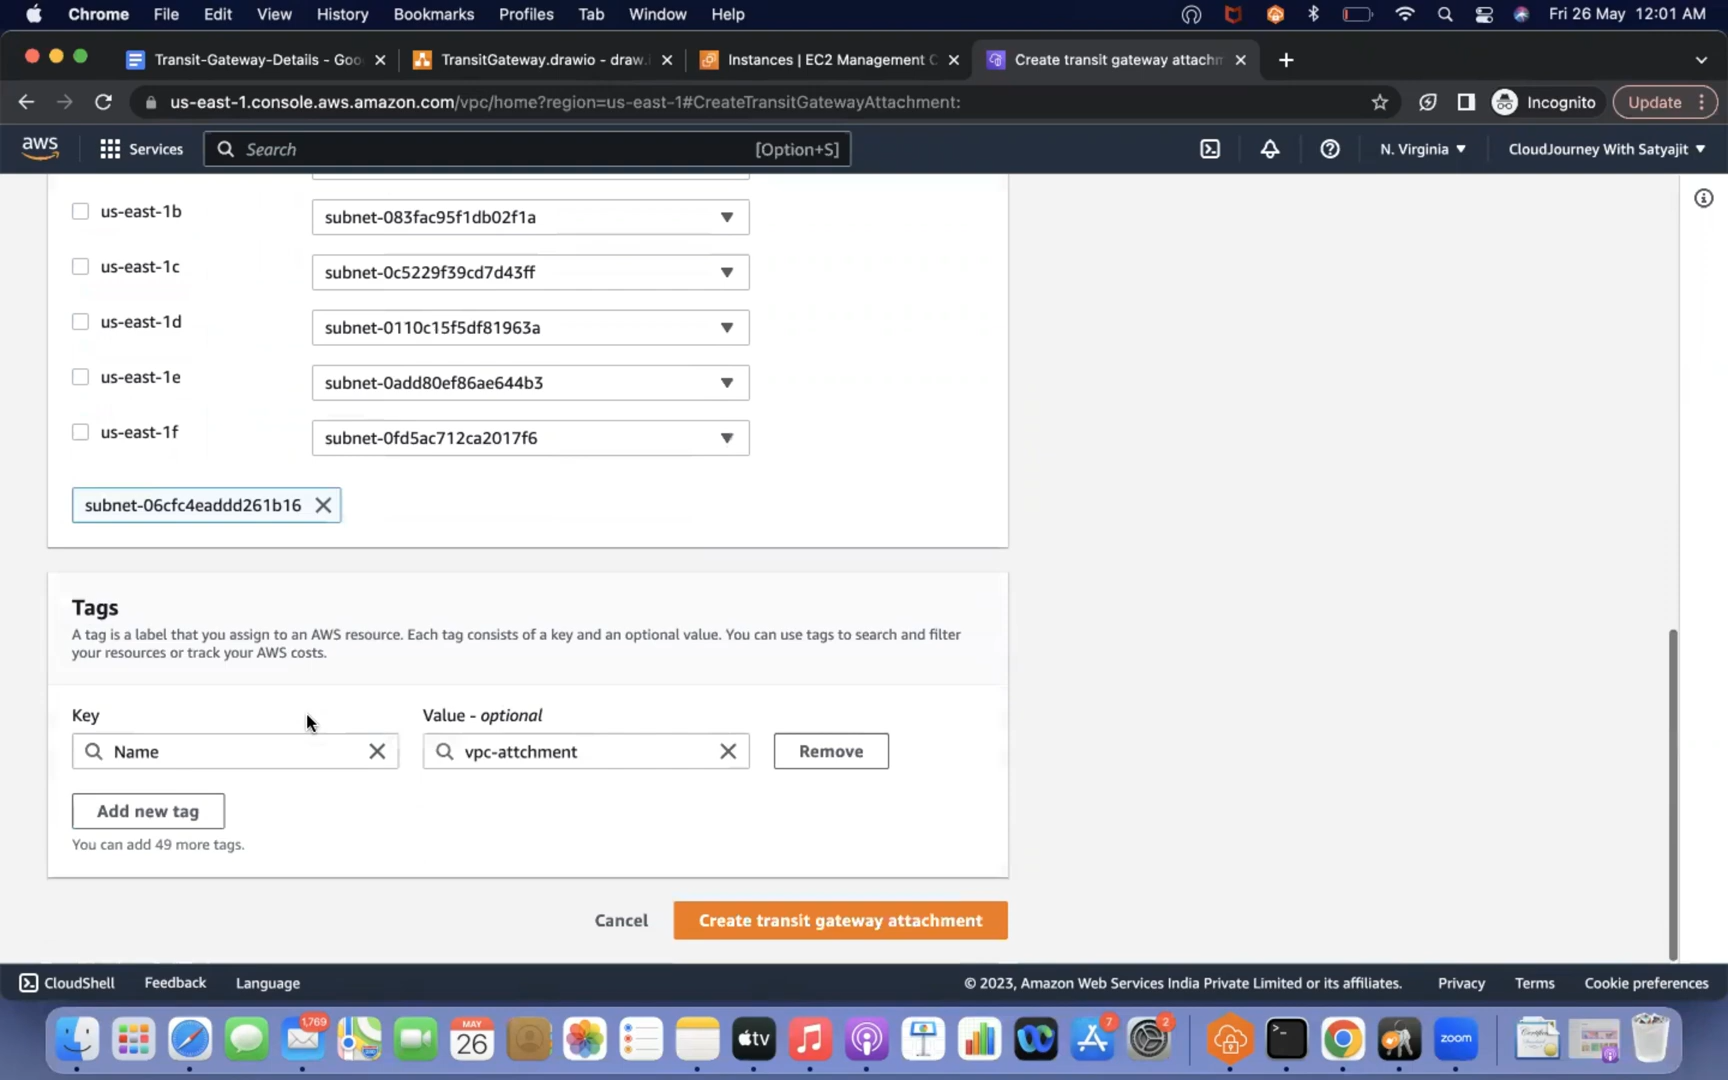 Chrome File Edit View History Bookmarks Profiles Tab Window Help Fri 26 May 12:01 AM
Transit-Gateway-Details - Goo TransitGateway.drawio - draw.i Instances | EC2 Management C Create transit gateway attachm
us-east-1.console.aws.amazon.com/vpc/home?region=us-east-1#CreateTransitGatewayAttachment: Incognito Update
aws Services Search [Option+S] N. Virginia CloudJourney With Satyajit
us-east-1b subnet-083fac95f1db02f1a
us-east-1c subnet-0c5229f39cd7d43ff
us-east-1d subnet-0110c15f5df81963a
us-east-1e subnet-0add80ef86ae644b3
us-east-1f subnet-0fd5ac712ca2017f6
subnet-06cfc4eaddd261b16
Tags
A tag is a label that you assign to an AWS resource. Each tag consists of a key and an optional value. You can use tags to search and filter
your resources or track your AWS costs.
Key Value - optional
Name vpc-attchment Remove
Add new tag
You can add 49 more tags.
Cancel Create transit gateway attachment
CloudShell Feedback Language © 2023, Amazon Web Services India Private Limited or its affiliates. Privacy Terms Cookie preferences
1,769 MAY 26 tv 7 2 zoom